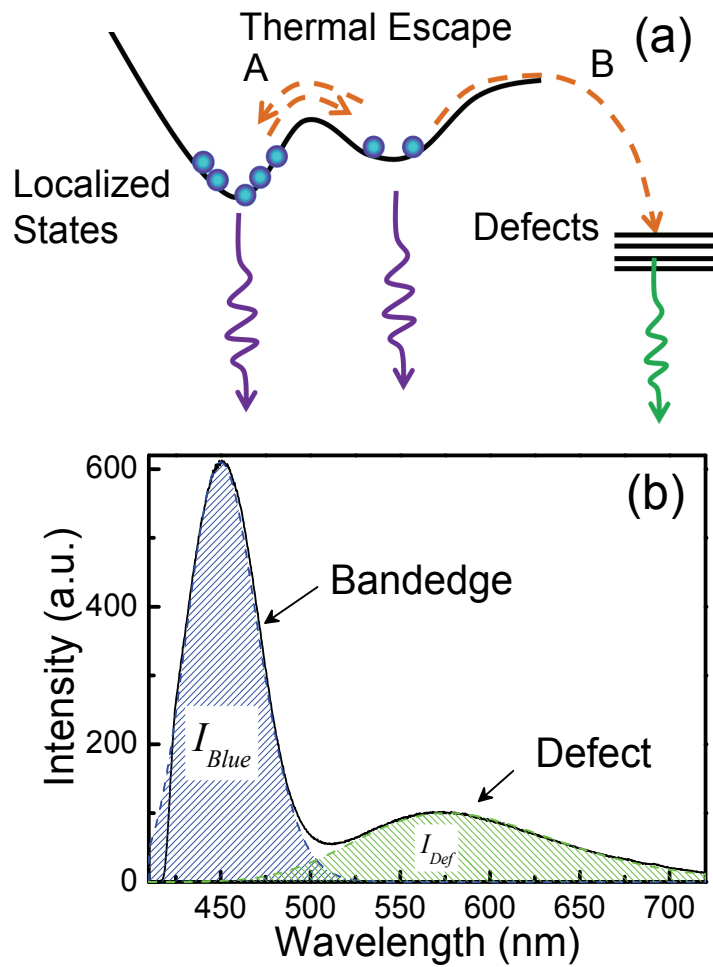 Thermal Escape
(a)
A
B
Localized
States
Defects
(b)
600
400
200
0
Intensity (a.u.)
Bandedge
I_Blue
Defect
I_Def
450 500 550 600 650 700
Wavelength (nm)